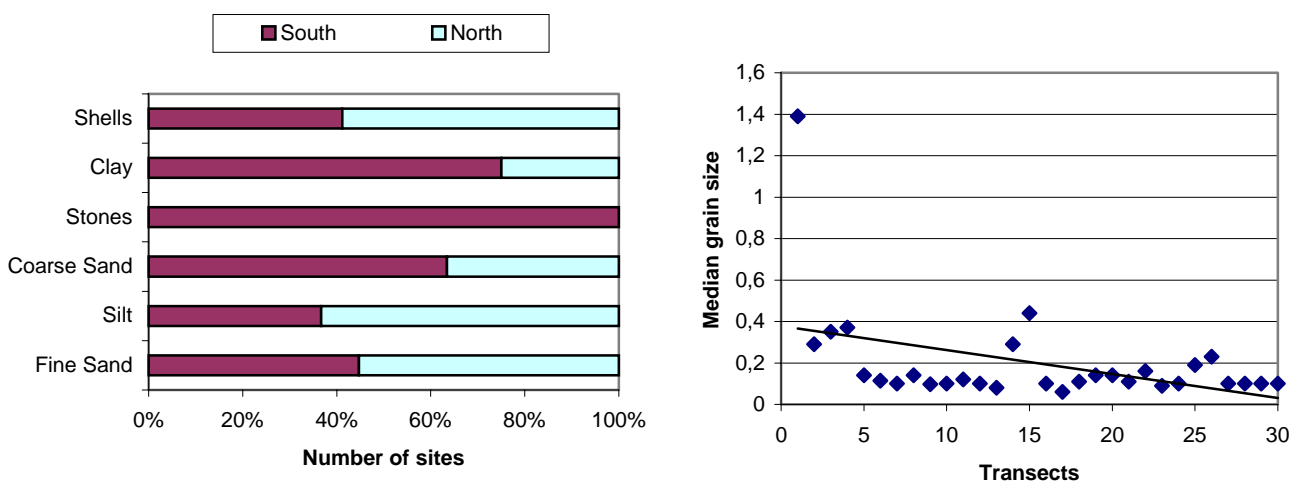 South North
Shells
Clay
Stones
Coarse Sand
Silt
Fine Sand
0% 20% 40% 60% 80% 100%
Number of sites
1,6
1,4
1,2
1
0,8
0,6
0,4
0,2
0
Median grain size
0 5 10 15 20 25 30
Transects